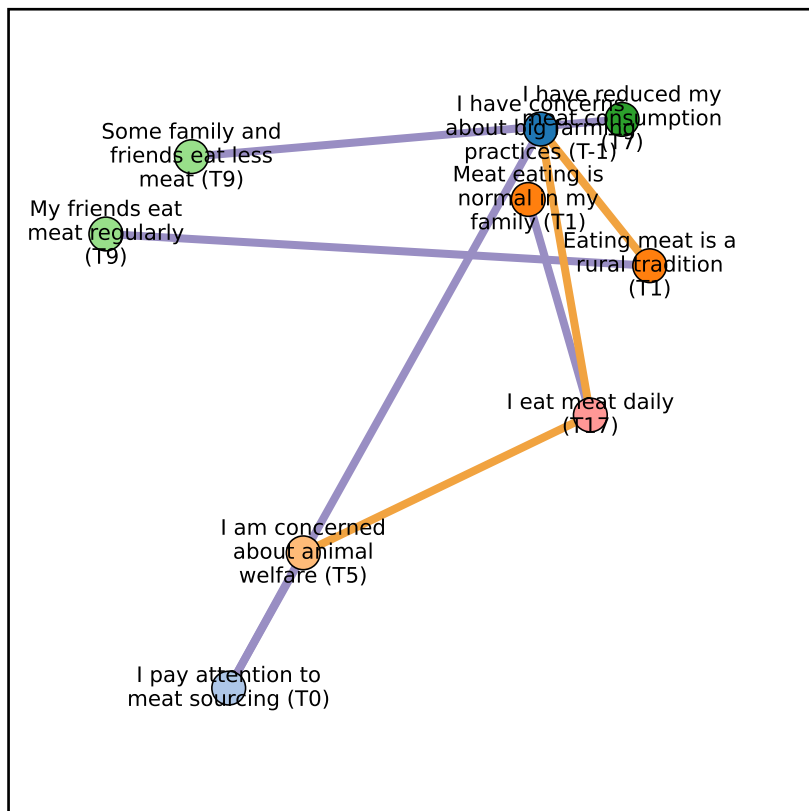 I have reduced my
meat consumption
(T7)
I have concerns
about big farming
practices (T-1)
Some family and
friends eat less
meat (T9)
Meat eating is
normal in my
family (T1)
My friends eat
meat regularly
(T9)
Eating meat is a
rural tradition
(T1)
I eat meat daily
(T17)
I am concerned
about animal
welfare (T5)
I pay attention to
meat sourcing (T0)